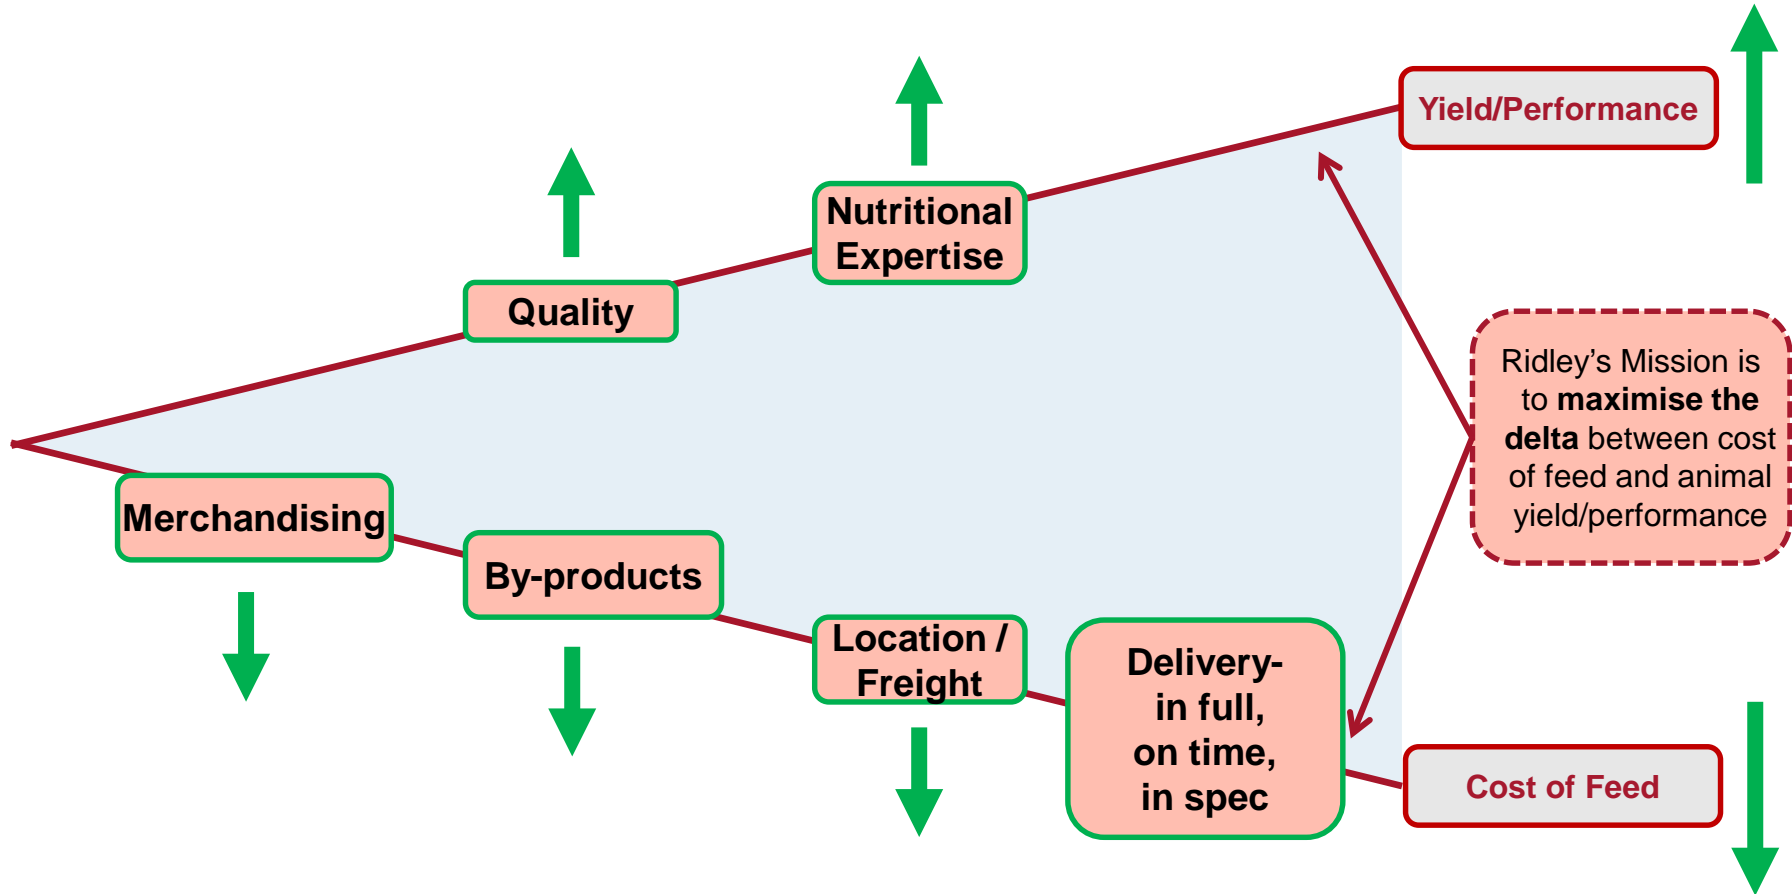 Yield/Performance
Nutritional
Expertise
Quality
Ridley’s Mission is
to maximise the
delta between cost
of feed and animal
yield/performance
Merchandising
By-products
Location /
Freight
Delivery-
in full,
on time,
in spec
Cost of Feed